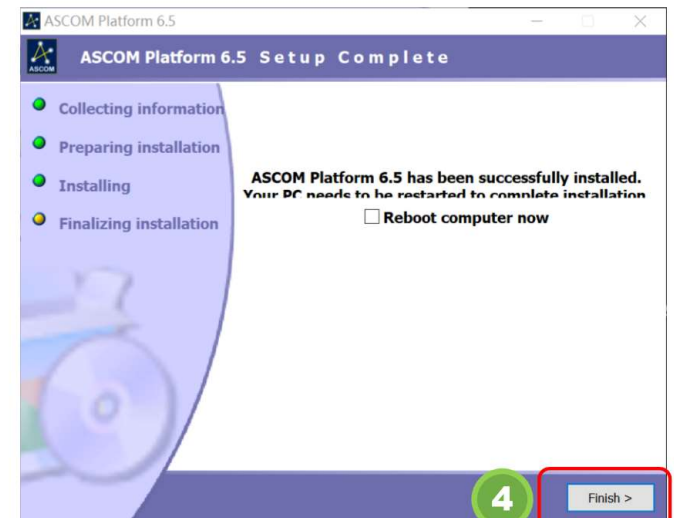 ASCOM Platform 6.5
ASCOM
ASCOM Platform 6.5 Setup Complete
Collecting information
Preparing installation
Installing
Finalizing installation
ASCOM Platform 6.5 has been successfully installed.
Your PC needs to be restarted to complete installation
Reboot computer now
4
Finish >